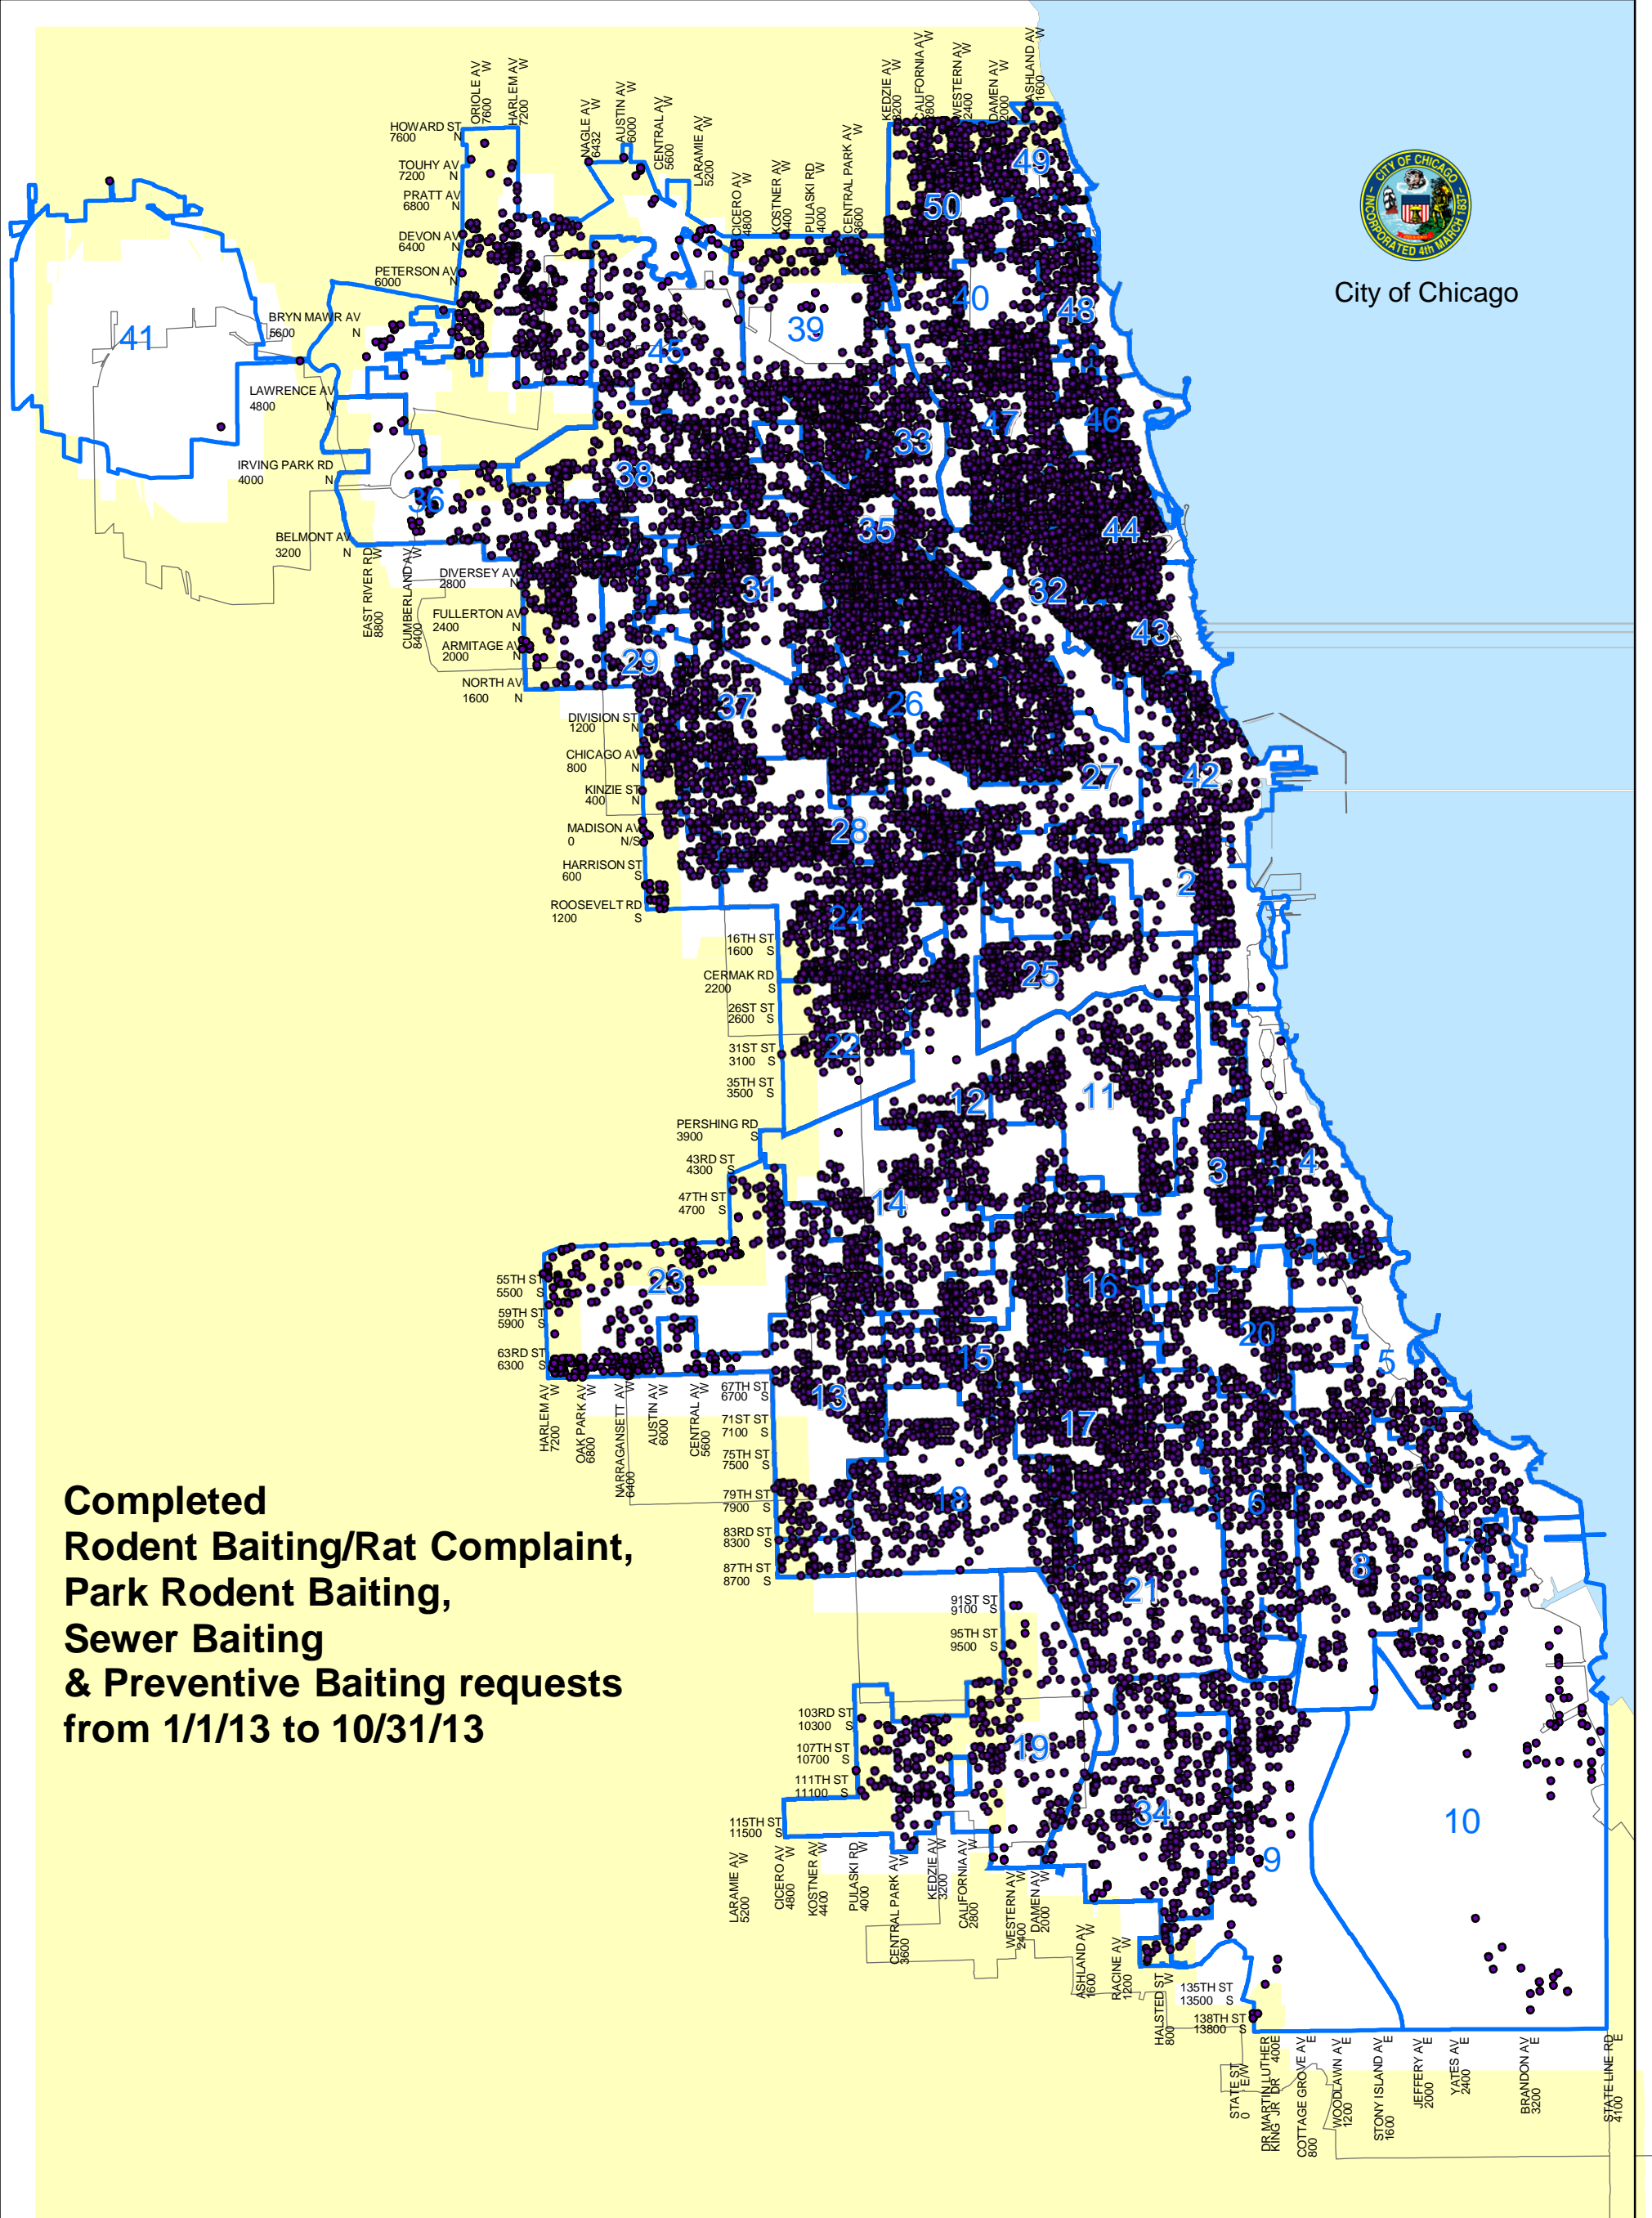 ORIOLE AV
7600 W
HARLEM AV
7200 W
NAGLE AV
6432 W
AUSTIN AV
6000 W
CENTRAL AV
5600 W
LARAMIE AV
5200 W
CICERO AV
4800 W
KOSTNER AV
4400 W
PULASKI RD
4000 W
CENTRAL PARK AV
3600 W
KEDZIE AV
3200 W
CALIFORNIA AV
2800 W
WESTERN AV
2400 W
DAMEN AV
2000 W
ASHLAND AV
1600 W
CITY OF CHICAGO
INCORPORATED 4th MARCH 1837
City of Chicago
HOWARD ST
7600 N
TOUHY AV
7200 N
PRATT AV
6800 N
DEVON AV
6400 N
PETERSON AV
6000 N
BRYN MAWR AV
5600 N
LAWRENCE AV
4800 N
IRVING PARK RD
4000 N
BELMONT AV
3200 N
EAST RIVER RD
8800 W
CUMBERLAND AV
8400 W
DIVERSEY AV
2800 N
FULLERTON AV
2400 N
ARMITAGE AV
2000 N
NORTH AV
1600 N
DIVISION ST
1200 N
CHICAGO AV
800 N
KINZIE ST
400 N
MADISON AV
0 N/S
HARRISON ST
600 S
ROOSEVELT RD
1200 S
16TH ST
1600 S
CERMAK RD
2200 S
26ST ST
2600 S
31ST ST
3100 S
35TH ST
3500 S
PERSHING RD
3900 S
43RD ST
4300 S
47TH ST
4700 S
55TH ST
5500 S
59TH ST
5900 S
63RD ST
6300 S
HARLEM AV
7200 W
OAK PARK AV
6800 W
NARRAGANSETT AV
6400 W
AUSTIN AV
6000 W
CENTRAL AV
5600 W
67TH ST
6700 S
71ST ST
7100 S
75TH ST
7500 S
79TH ST
7900 S
83RD ST
8300 S
87TH ST
8700 S
91ST ST
9100 S
95TH ST
9500 S
103RD ST
10300 S
107TH ST
10700 S
111TH ST
11100 S
115TH ST
11500 S
LARAMIE AV
5200 W
CICERO AV
4800 W
KOSTNER AV
4400 W
PULASKI RD
4000 W
CENTRAL PARK AV
3600 W
KEDZIE AV
3200 W
CALIFORNIA AV
2800 W
WESTERN AV
2400 W
DAMEN AV
2000 W
ASHLAND AV
1600 W
RACINE AV
1200 W
HALSTED ST
800 W
135TH ST
13500 S
138TH ST
13800 S
STATE ST
0 E/W
DR MARTIN LUTHER
KING JR DR 400E
COTTAGE GROVE AV
800 E
WOODLAWN AV
1200 E
STONY ISLAND AV
1600 E
JEFFERY AV
2000 E
YATES AV
2400 E
BRANDON AV
3200 E
STATE LINE RD
4100 E
49
50
40
48
39
41
45
47
46
33
38
36
35
44
31
32
1
43
29
26
37
27
42
28
2
24
25
22
12
11
3
4
14
23
16
20
5
15
13
17
18
6
7
8
21
19
34
10
9
Completed
Rodent Baiting/Rat Complaint,
Park Rodent Baiting,
Sewer Baiting
& Preventive Baiting requests
from 1/1/13 to 10/31/13